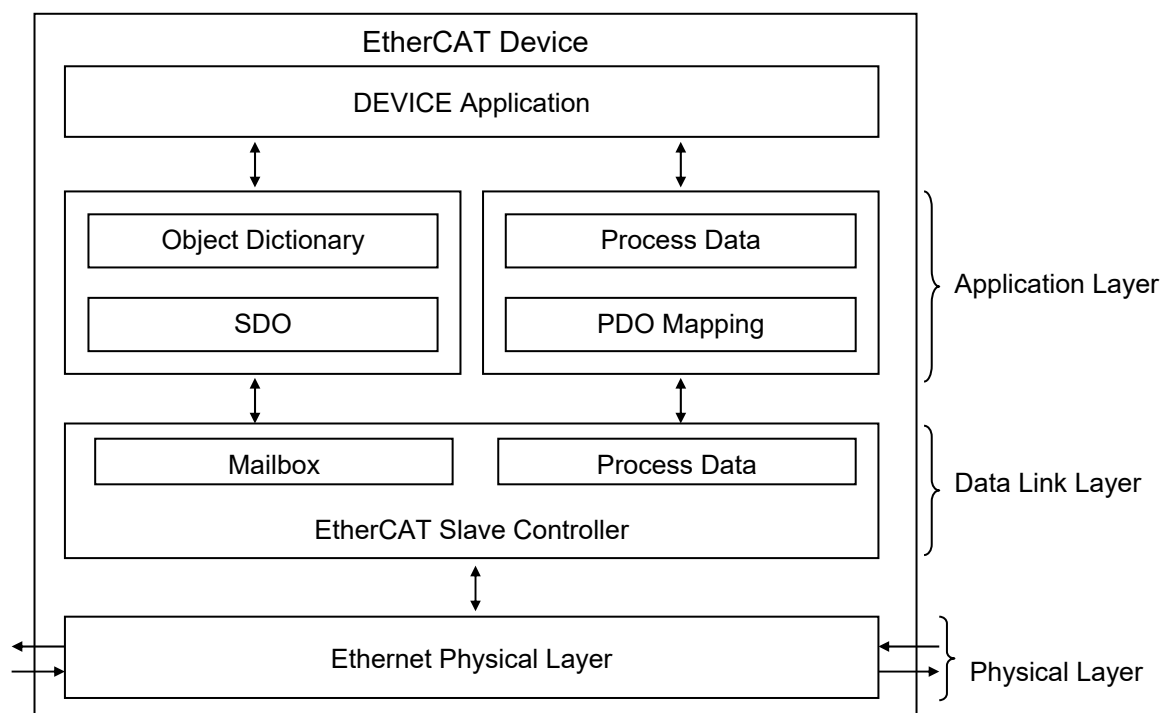 EtherCAT Device
DEVICE Application
Object Dictionary
Process Data
SDO
PDO Mapping
Application Layer
Mailbox
Process Data
EtherCAT Slave Controller
Data Link Layer
Ethernet Physical Layer
Physical Layer